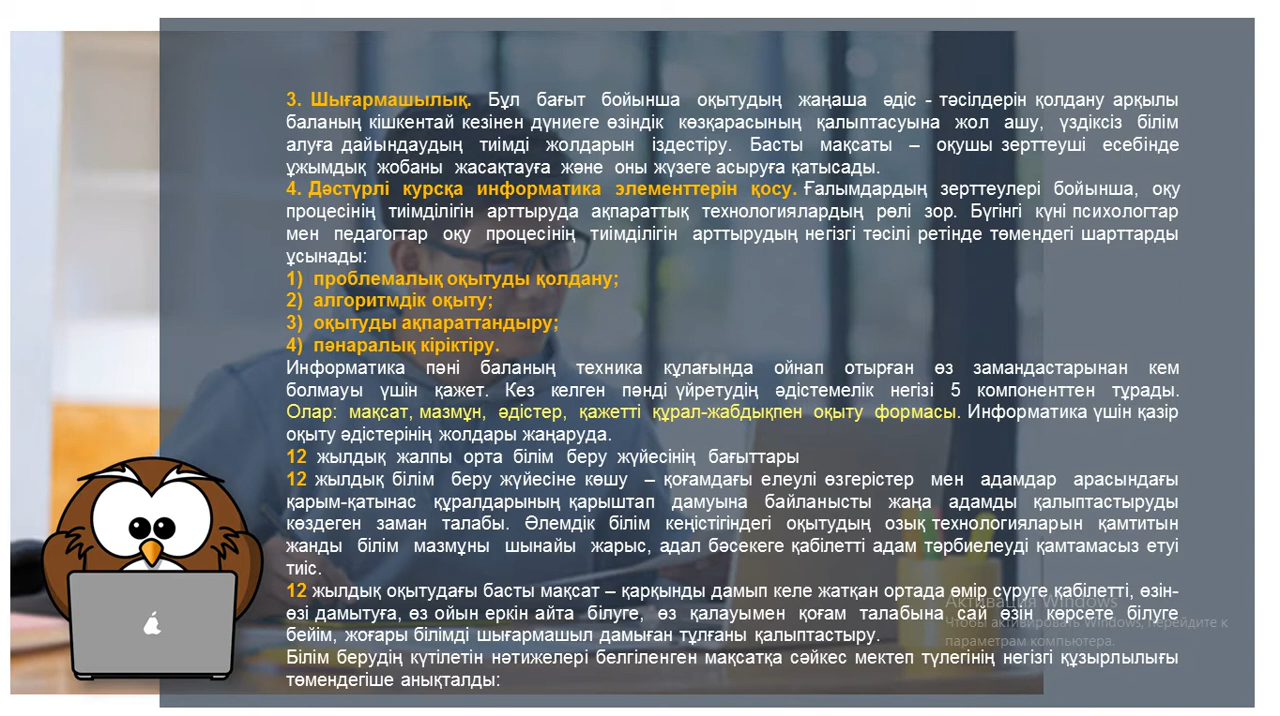 3. Шығармашылық. Бұл бағыт бойынша оқытудың жаңаша әдіс - тәсілдерін қолдану арқылы
баланың кішкентай кезінен дүниеге өзіндік көзқарасының қалыптасуына жол ашу, үздіксіз білім
алуға дайындаудың тиімді жолдарын іздестіру. Басты мақсаты – оқушы зерттеуші есебінде
ұжымдық жобаны жасақтауға және оны жүзеге асыруға қатысады.
4. Дәстүрлі курсқа информатика элементтерін қосу. Ғалымдардың зерттеулері бойынша, оқу
процесінің тиімділігін арттыруда ақпараттық технологиялардың рөлі зор. Бүгінгі күні психологтар
мен педагогтар оқу процесінің тиімділігін арттырудың негізгі тәсілі ретінде төмендегі шарттарды
ұсынады:
1) проблемалық оқытуды қолдану;
2) алгоритмдік оқыту;
3) оқытуды ақпараттандыру;
4) пәнаралық кіріктіру.
Информатика пәні баланың техника құлағында ойнап отырған өз замандастарынан кем
болмауы үшін қажет. Кез келген пәнді үйретудің әдістемелік негізі 5 компоненттен тұрады.
Олар: мақсат, мазмұн, әдістер, қажетті құрал-жабдықпен оқыту формасы. Информатика үшін қазір
оқыту әдістерінің жолдары жаңаруда.
12 жылдық жалпы орта білім беру жүйесінің бағыттары
12 жылдық білім беру жүйесіне көшу – қоғамдағы елеулі өзгерістер мен адамдар арасындағы
қарым-қатынас құралдарының қарыштап дамуына байланысты жаңа адамды қалыптастыруды
көздеген заман талабы. Әлемдік білім кеңістігіндегі оқытудың озық технологияларын қамтитын
жанды білім мазмұны шынайы жарыс, адал бәсекеге қабілетті адам тәрбиелеуді қамтамасыз етуі
тиіс.
12 жылдық оқытудағы басты мақсат – қарқынды дамып келе жатқан ортада өмір сүруге қабілетті, өзін-
өзі дамытуға, өз ойын еркін айта білуге, өз қалауымен қоғам талабына сай өзін көрсете білуге
бейім, жоғары білімді шығармашыл дамыған тұлғаны қалыптастыру.
Білім берудің күтілетін нәтижелері белгіленген мақсатқа сәйкес мектеп түлегінің негізгі құзырлылығы
төмендегіше анықталды:
Активация Windows
Чтобы активировать Windows, перейдите к
параметрам компьютера.